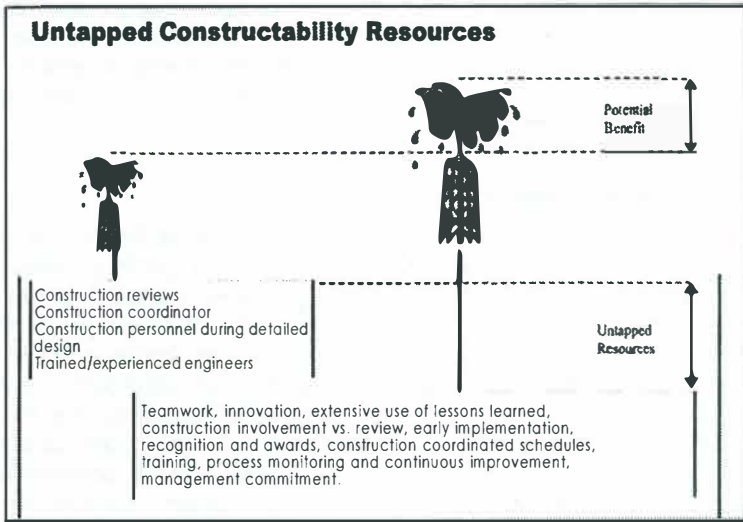 Untapped Constructability Resources
Potential
Benefit
Construction reviews
Construction coordinator
Construction personnel during detailed
design
Trained/experienced engineers
Untapped
Resources
Teamwork, innovation, extensive use of lessons learned,
construction involvement vs. review, early implementation,
recognition and awards, construction coordinated schedules,
training, process monitoring and continuous improvement,
management commitment.